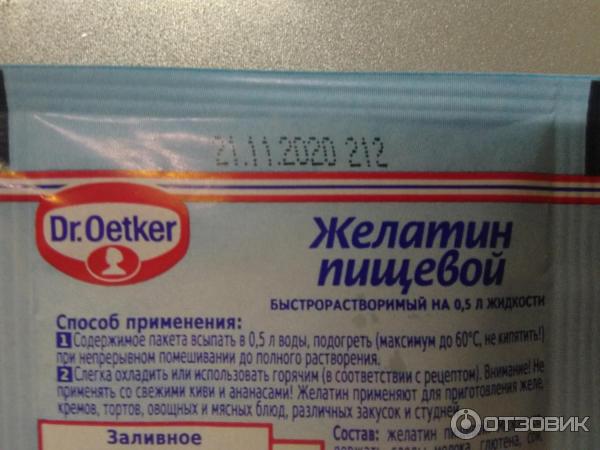 21.11.2020 212
Dr.Oetker
Желатин
пищевой
БЫСТРОРАСТВОРИМЫЙ НА 0,5 Л ЖИДКОСТИ
Способ применения:
1 Содержимое пакета всыпать в 0,5 л воды, подогреть (максимум до 60°С, не кипятить!)
при непрерывном помешивании до полного растворения.
2 Слегка охладить или использовать горячим (в соответствии с рецептом). Внимание! Не
применять со свежими киви и ананасами! Желатин применяют для приготовления желе,
кремов, тортов, овощных и мясных блюд, различных закусок и студней.
Заливное
Состав: желатин
молока, глютена, сои,
ОТЗОВИК